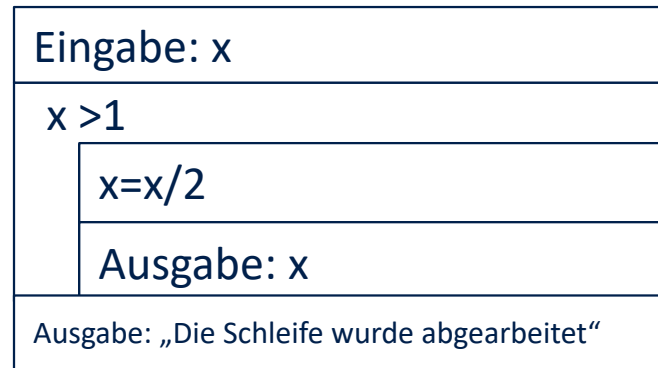 Eingabe: x
x >1
x=x/2
Ausgabe: x
Ausgabe: „Die Schleife wurde abgearbeitet“